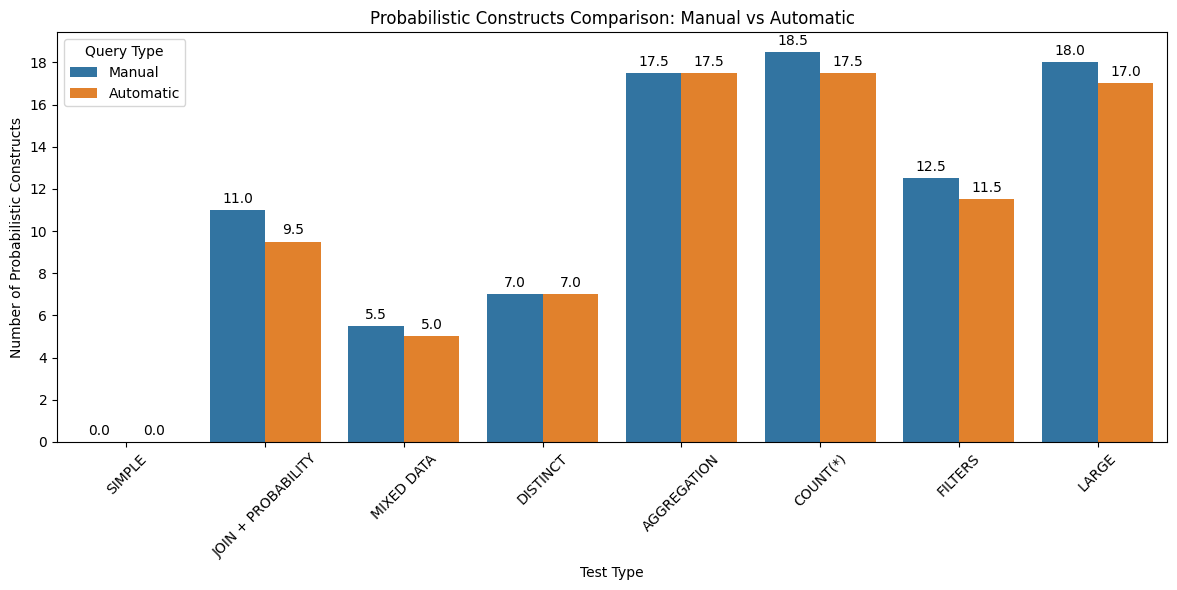 Probabilistic Constructs Comparison: Manual vs Automatic
Query Type
Manual
Automatic
Number of Probabilistic Constructs
18
16
14
12
10
8
6
4
2
0
0.0 0.0
11.0 9.5
5.5 5.0
7.0 7.0
17.5 17.5
18.5 17.5
12.5 11.5
18.0 17.0
SIMPLE
JOIN + PROBABILITY
MIXED DATA
DISTINCT
AGGREGATION
COUNT(*)
FILTERS
LARGE
Test Type